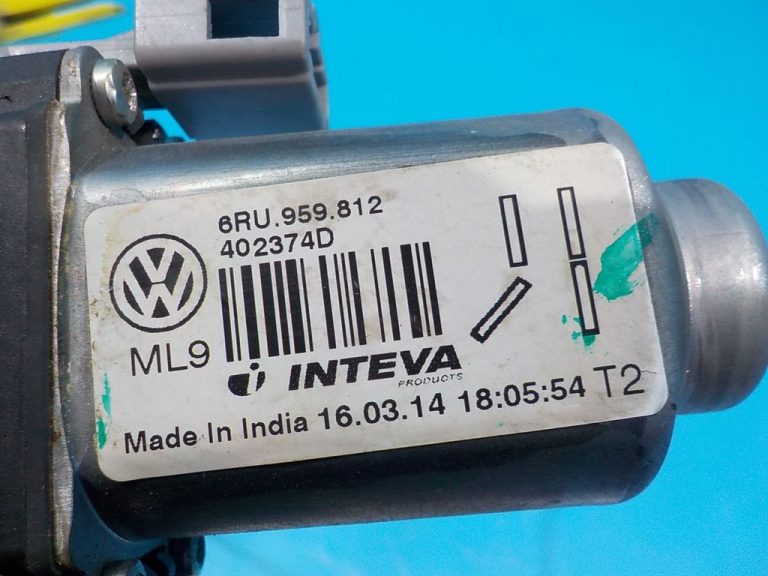 6RU.959.812
402374D
ML9
INTEVA
PRODUCTS
Made In India 16.03.14 18:05:54 T2